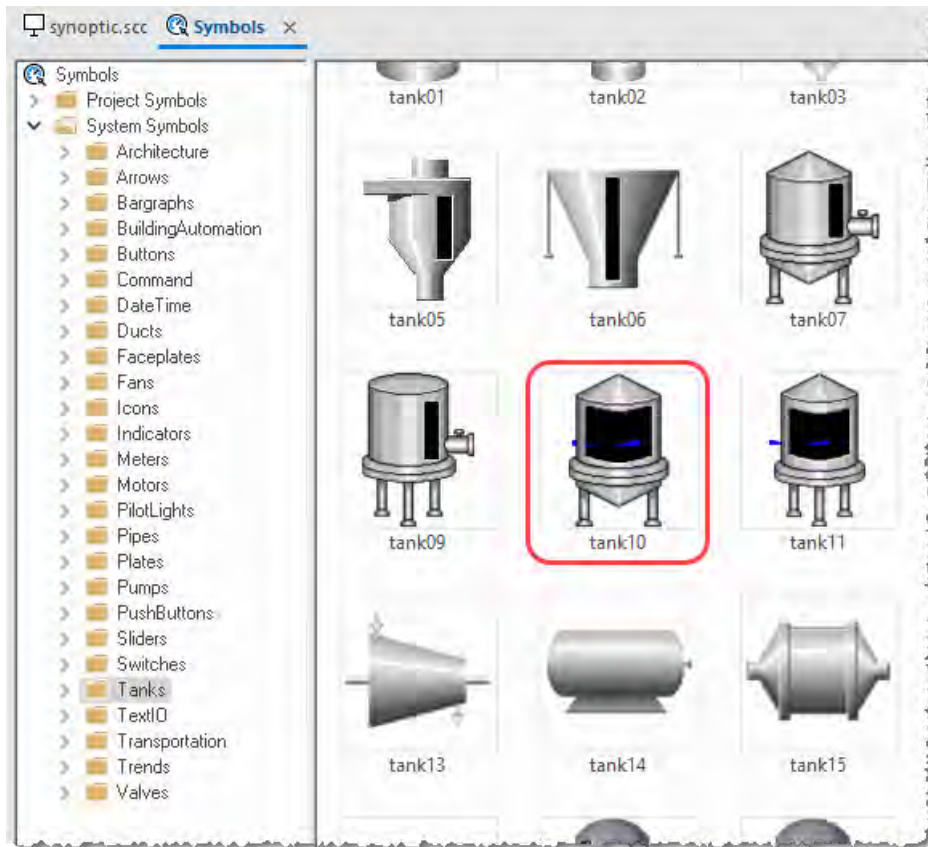 synoptic.scc Symbols ×
Symbols
Project Symbols
System Symbols
Architecture
Arrows
Bargraphs
BuildingAutomation
Buttons
Command
DateTime
Ducts
Faceplates
Fans
Icons
Indicators
Meters
Motors
PilotLights
Pipes
Plates
Pumps
PushButtons
Sliders
Switches
Tanks
TextIO
Transportation
Trends
Valves
tank01 tank02 tank03
tank05 tank06 tank07
tank09 tank10 tank11
tank13 tank14 tank15